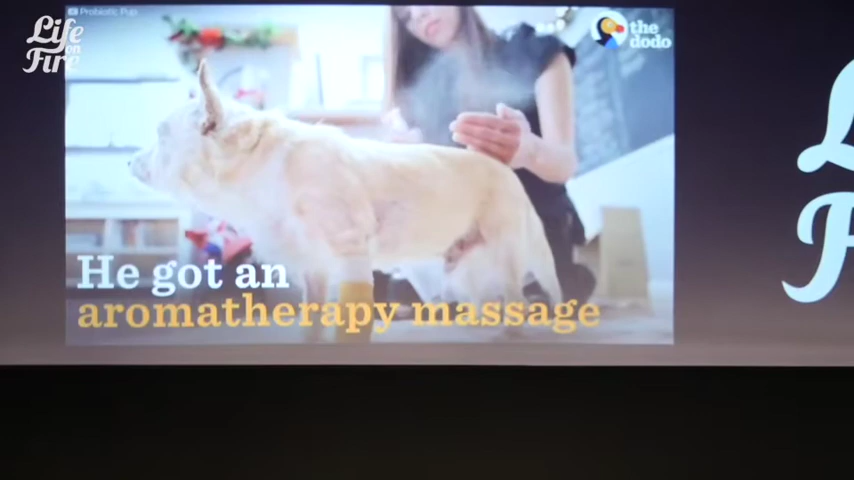 Life
on
Fire
Probiotic Pup
the
dodo
He got an
aromatherapy massage